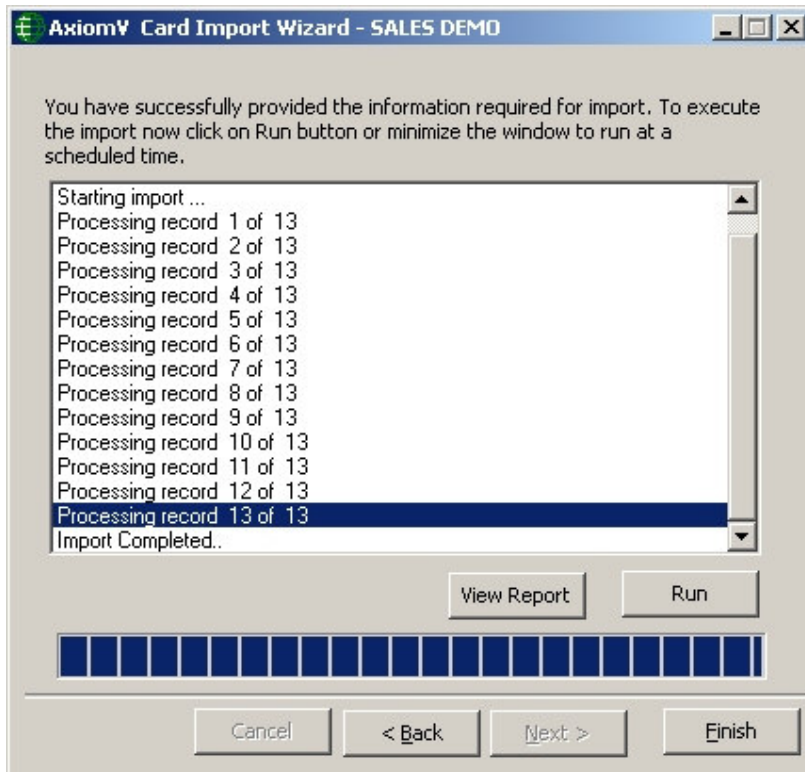 AxiomV Card Import Wizard - SALES DEMO
You have successfully provided the information required for import. To execute
the import now click on Run button or minimize the window to run at a
scheduled time.
Starting import ...
Processing record 1 of 13
Processing record 2 of 13
Processing record 3 of 13
Processing record 4 of 13
Processing record 5 of 13
Processing record 6 of 13
Processing record 7 of 13
Processing record 8 of 13
Processing record 9 of 13
Processing record 10 of 13
Processing record 11 of 13
Processing record 12 of 13
Processing record 13 of 13
Import Completed..
View Report Run
Cancel < Back Next > Finish